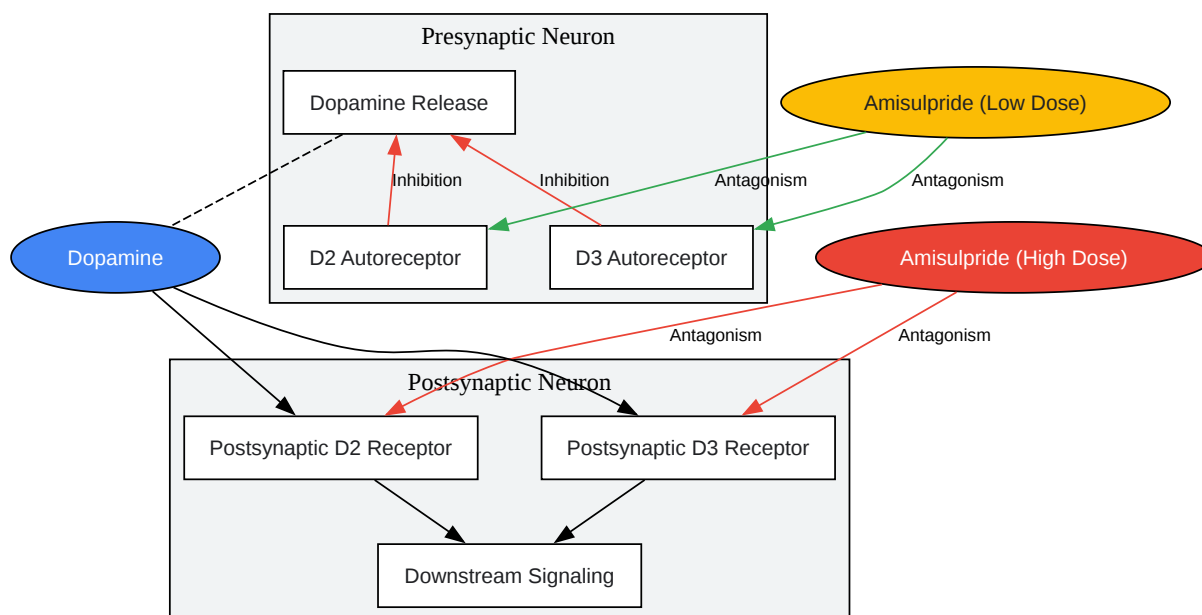 Presynaptic Neuron
Dopamine Release
Amisulpride (Low Dose)
Inhibition
Inhibition
Antagonism
Antagonism
Dopamine
D2 Autoreceptor
D3 Autoreceptor
Amisulpride (High Dose)
Antagonism
Antagonism
Postsynaptic Neuron
Postsynaptic D2 Receptor
Postsynaptic D3 Receptor
Downstream Signaling